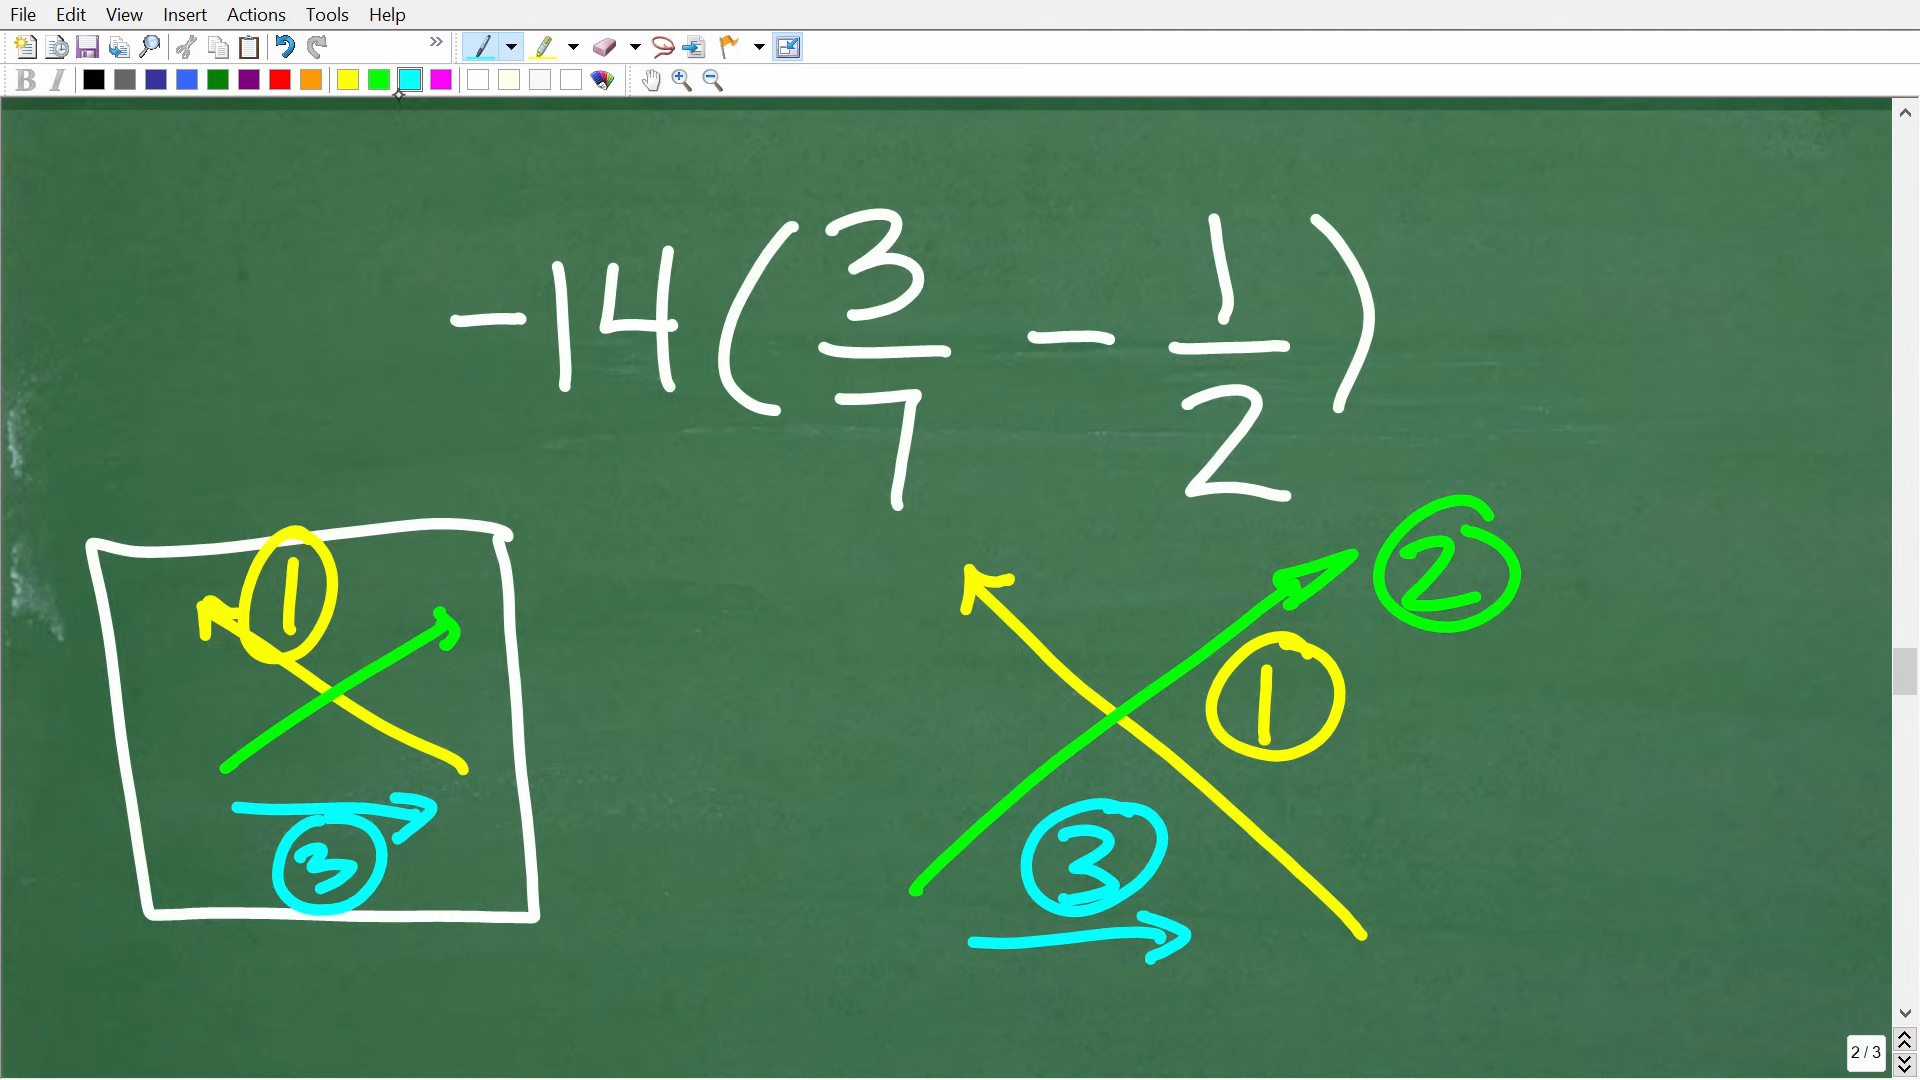 File Edit View Insert Actions Tools Help
B I
-14(3/7 - 1/2)
1
2
1
3
3
2 / 3